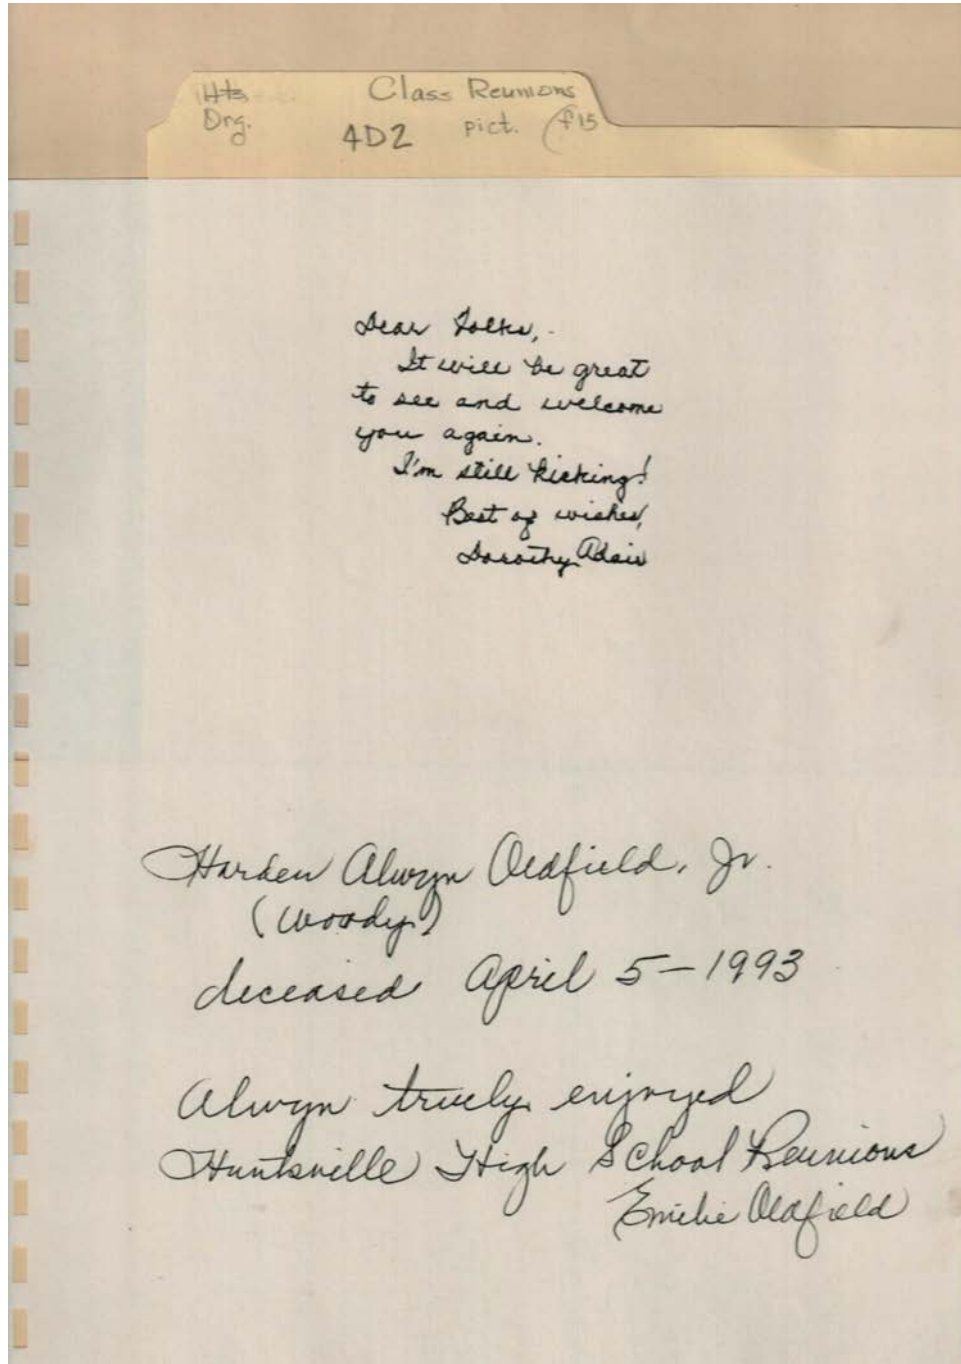 Hts
Org.
Class Reunions
4D2 pict. (f15
Dear Folks,
It will be great
to see and welcome
you again.
I'm still kicking!
Best of wishes,
Dorothy Adair
Harden Alwyn Oldfield, Jr.
(Woody)
deceased April 5-1993
Alwyn truely enjoyed
Huntsville High School Reunions
Emilie Oldfield